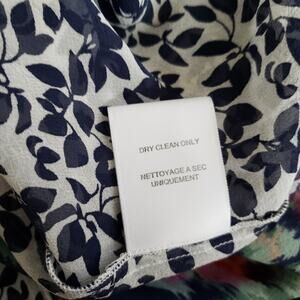 DRY CLEAN ONLY
NETTOYAGE A SEC
UNIQUEMENT